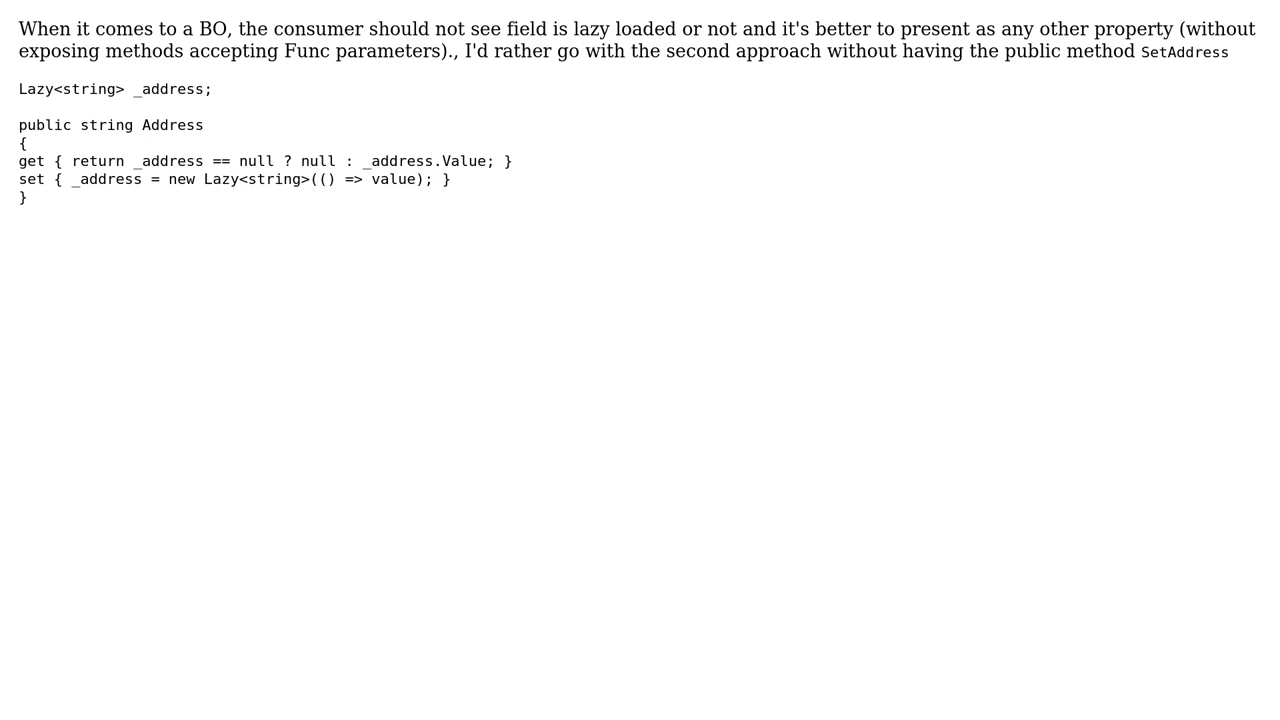 When it comes to a BO, the consumer should not see field is lazy loaded or not and it's better to present as any other property (without
exposing methods accepting Func parameters)., I'd rather go with the second approach without having the public method SetAddress
Lazy<string> _address;
public string Address
{
get { return _address == null ? null : _address.Value; }
set { _address = new Lazy<string>(() => value); }
}